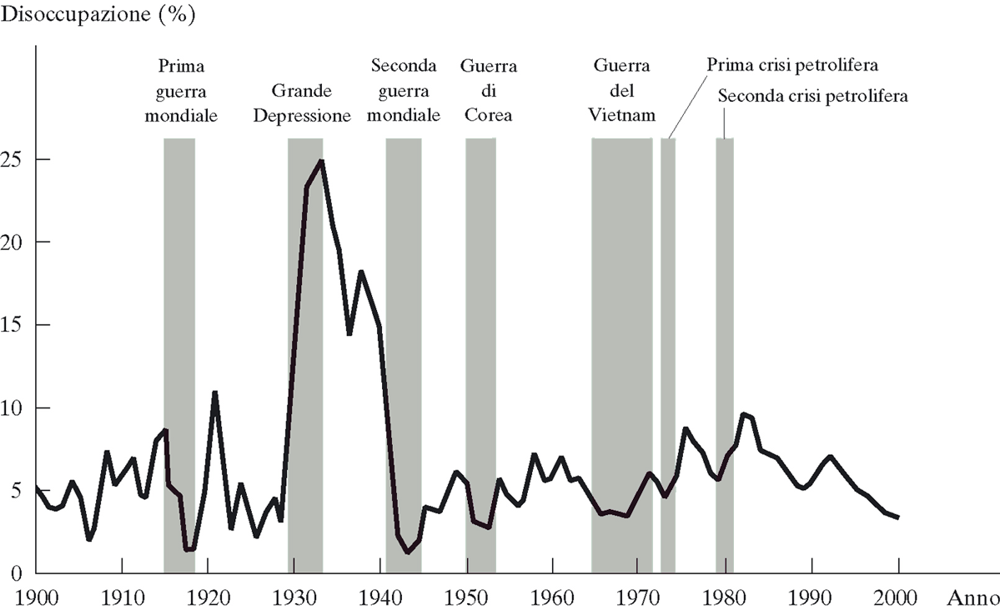 Disoccupazione (%)
Prima
guerra
mondiale
Grande
Depressione
Seconda
guerra
mondiale
Guerra
di
Corea
Guerra
del
Vietnam
Prima crisi petrolifera
Seconda crisi petrolifera
25
20
15
10
5
0
1900 1910 1920 1930 1940 1950 1960 1970 1980 1990 2000 Anno